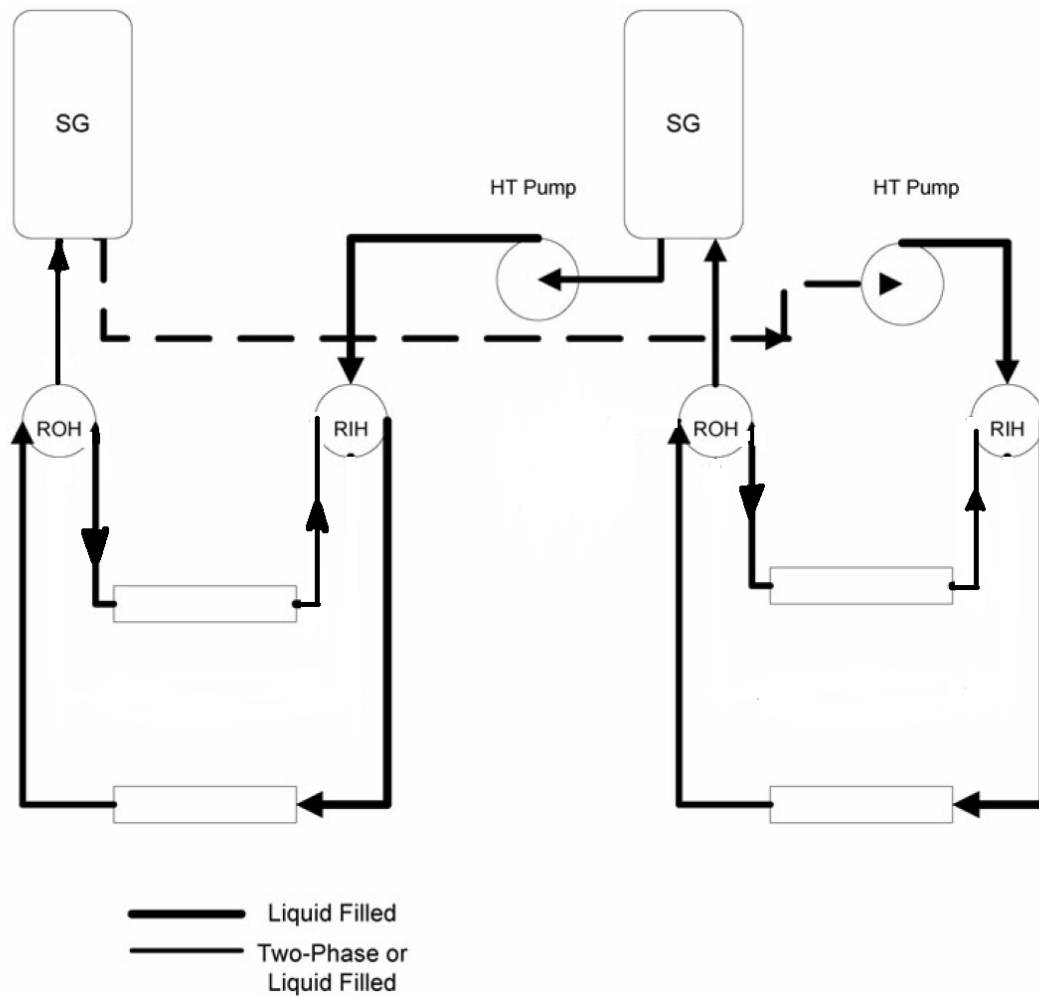 SG
SG
HT Pump
HT Pump
ROH
RIH
ROH
RIH
Liquid Filled
Two-Phase or
Liquid Filled